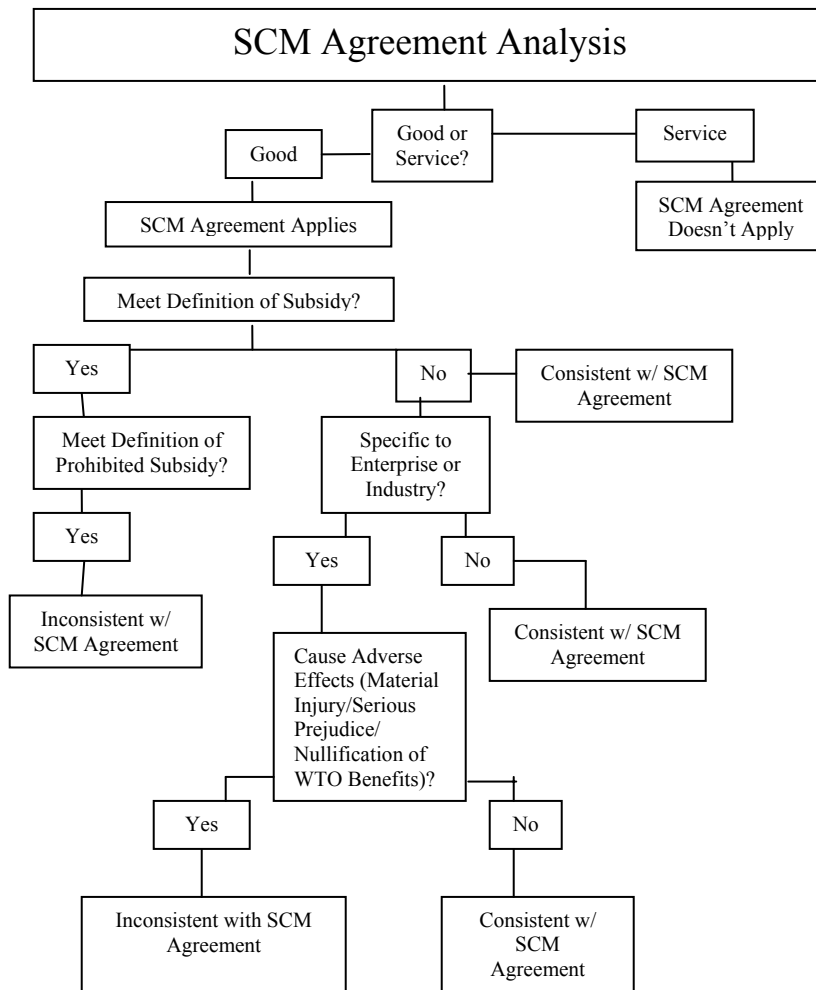 SCM Agreement Analysis
Good or
Service?
Good
Service
SCM Agreement Applies
SCM Agreement
Doesn’t Apply
Meet Definition of Subsidy?
Yes
No
Consistent w/ SCM
Agreement
Meet Definition of
Prohibited Subsidy?
Specific to
Enterprise or
Industry?
Yes
Yes
No
Inconsistent w/
SCM Agreement
Consistent w/ SCM
Agreement
Cause Adverse
Effects (Material
Injury/Serious
Prejudice/
Nullification of
WTO Benefits)?
Yes
No
Inconsistent with SCM
Agreement
Consistent w/
SCM
Agreement